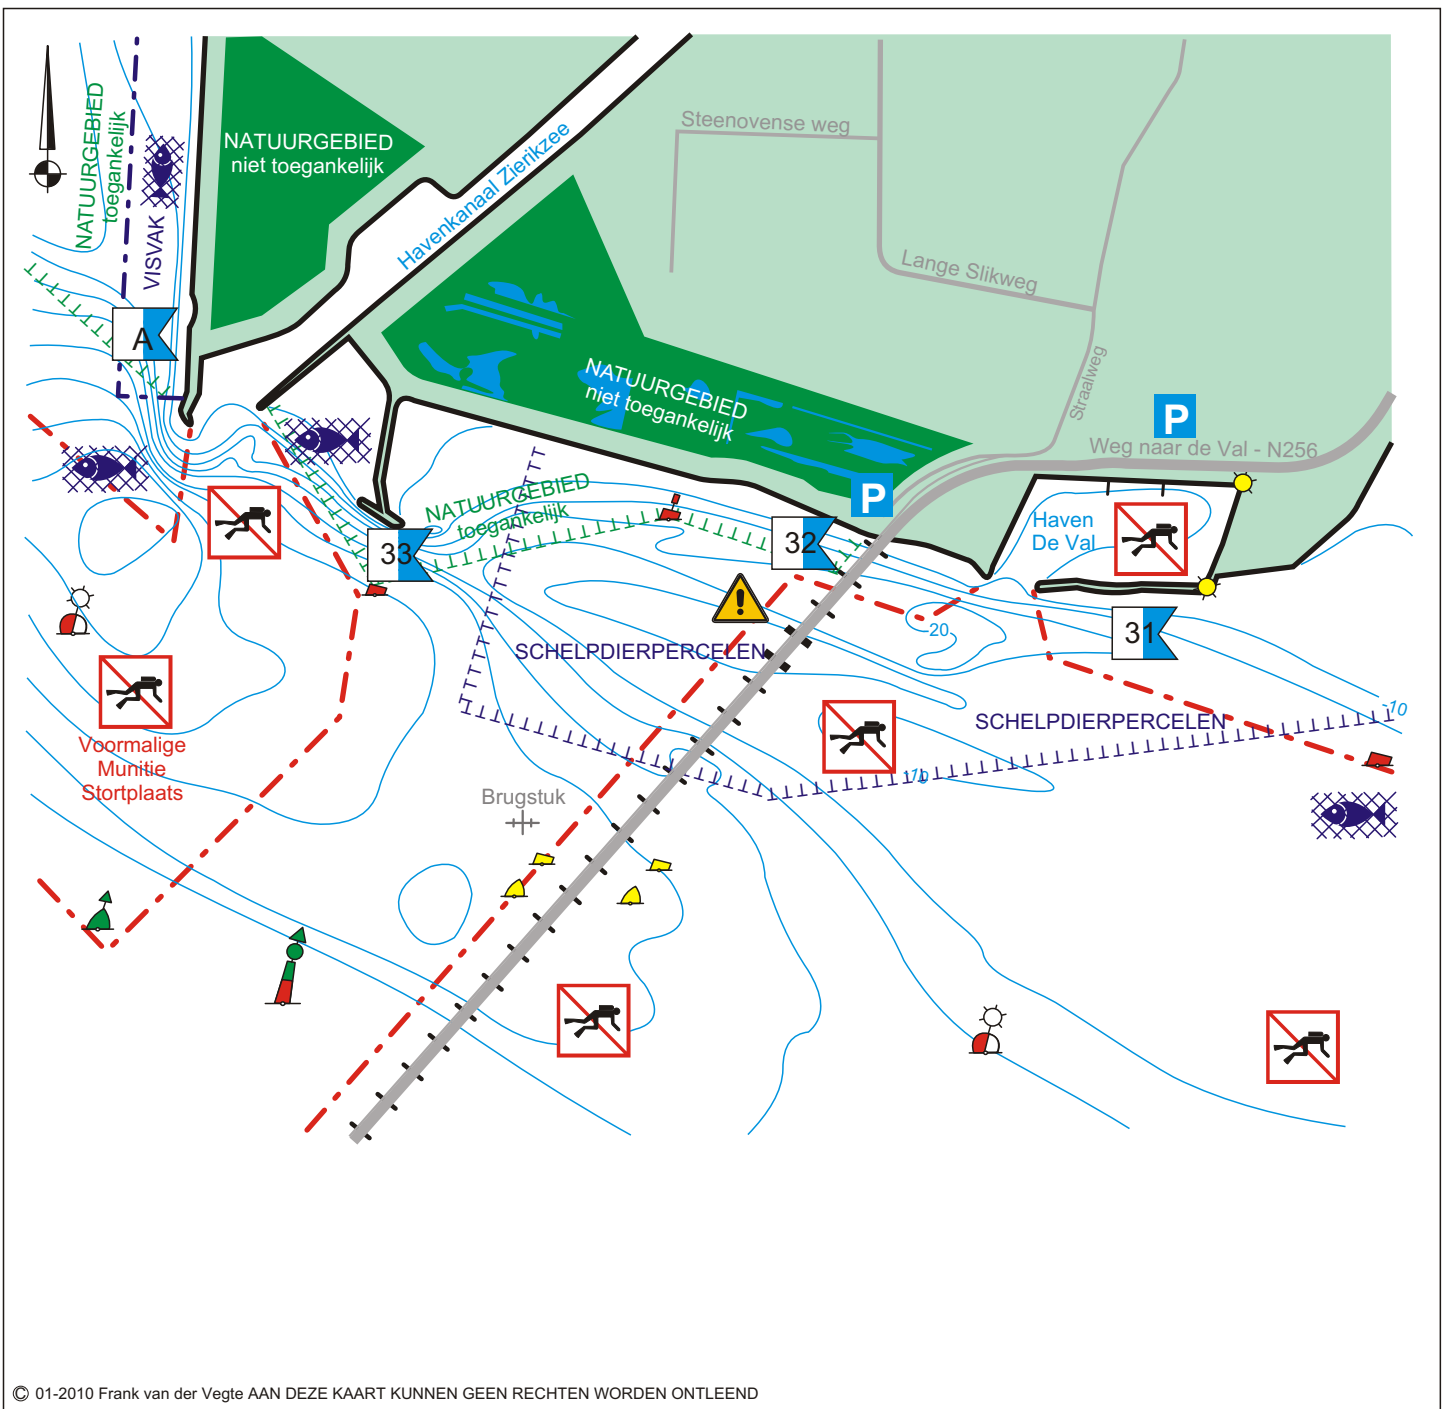 NATUURGEBIED
toegankelijk
VISVAK
A
NATUURGEBIED
niet toegankelijk
Havenkanaal Zierikzee
Steenovense weg
Lange Slikweg
Straalweg
P
Weg naar de Val - N256
NATUURGEBIED
niet toegankelijk
P
NATUURGEBIED
toegankelijk
33
32
Haven
De Val
31
20
SCHELPDIERPERCELEN
SCHELPDIERPERCELEN
-10
-10
Voormalige
Munitie
Stortplaats
Brugstuk
© 01-2010 Frank van der Vegte AAN DEZE KAART KUNNEN GEEN RECHTEN WORDEN ONTLEEND